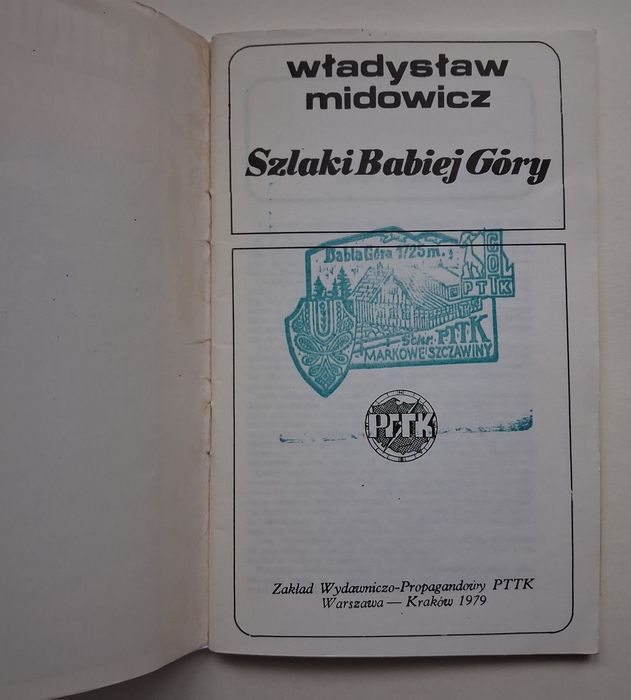 władysław
midowicz
Szlaki Babiej Góry
Babia Góra 1725 m.
GOL
PTTK
Schr. PTTK
MARKOWE SZCZAWINY
PTTK
Zakład Wydawniczo-Propagandowy PTTK
Warszawa — Kraków 1979